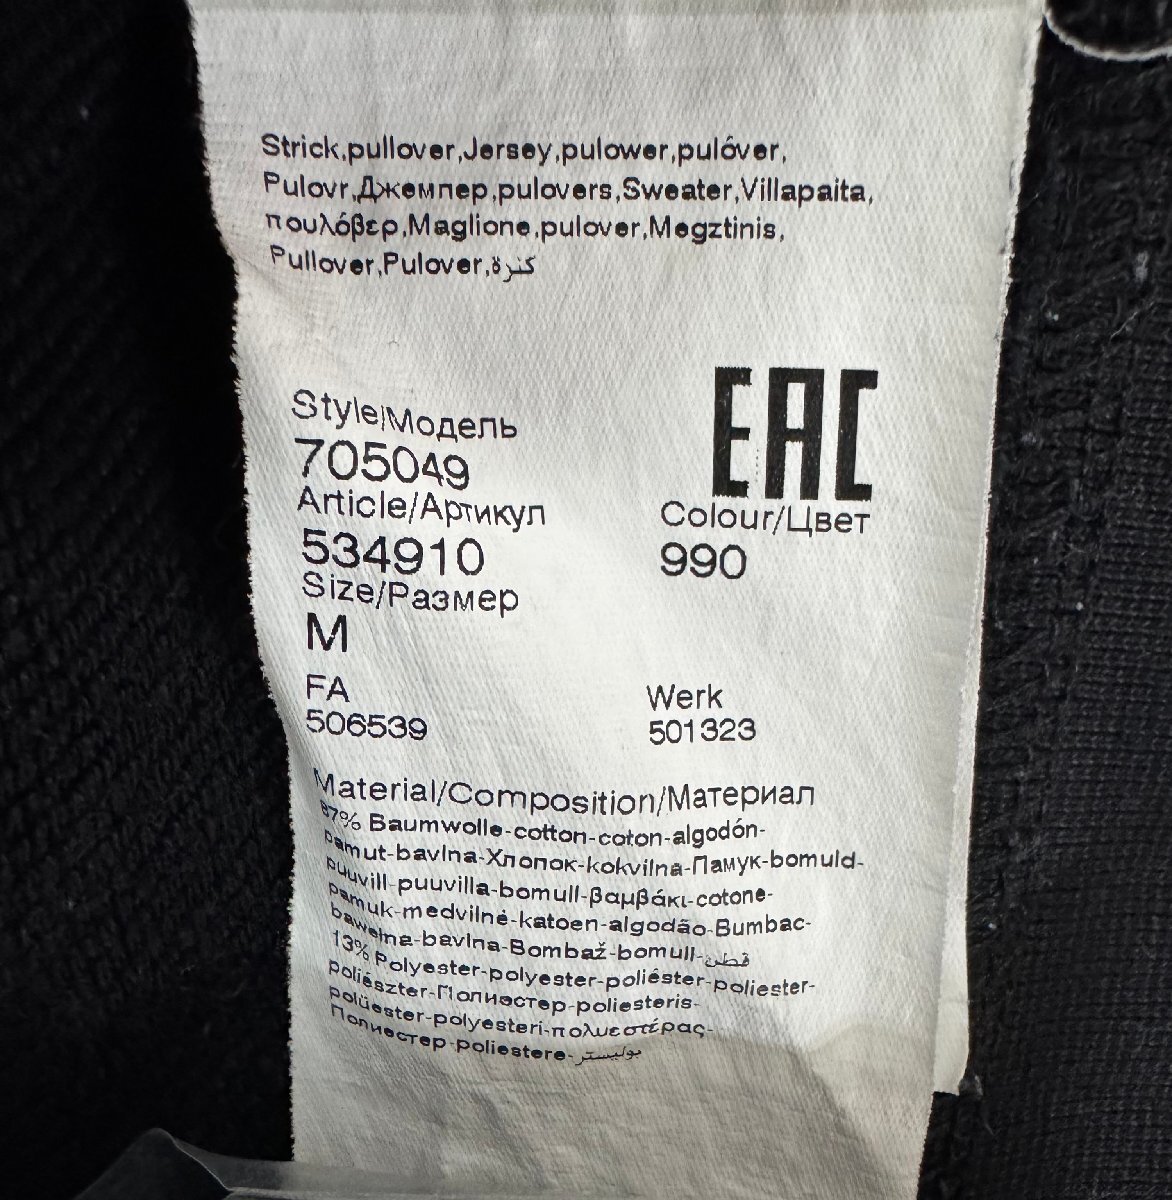 Strick,pullover,Jersey,pulower,pulóver,
Pulovr,Джемпер,pulovers,Sweater,Villapaita,
πουλόβερ,Maglione,pulover,Megztinis,
Pullover,Pulover,كنزة
EAC
Style/Модель
705049
Article/Артикул
534910
Colour/Цвет
990
Size/Размер
M
FA
506539
Werk
501323
Material/Composition/Материал
87% Baumwolle-cotton-coton-algodón-
pamut-bavlna-Хлопок-kokvilna-Памук-bomuld-
puuvill-puuvilla-bomull-βαμβάκι-cotone-
pamuk-medvilné-katoen-algodão-Bumbac-
bawełna-bavlna-Bombaž-bomull-قطن
13% Polyester-polyester-poliéster-poliester-
poliészter-Полиэстер-poliesteris-
polüester-polyesteri-πολυεστέρας-
Полиестер-poliestere-بوليستر